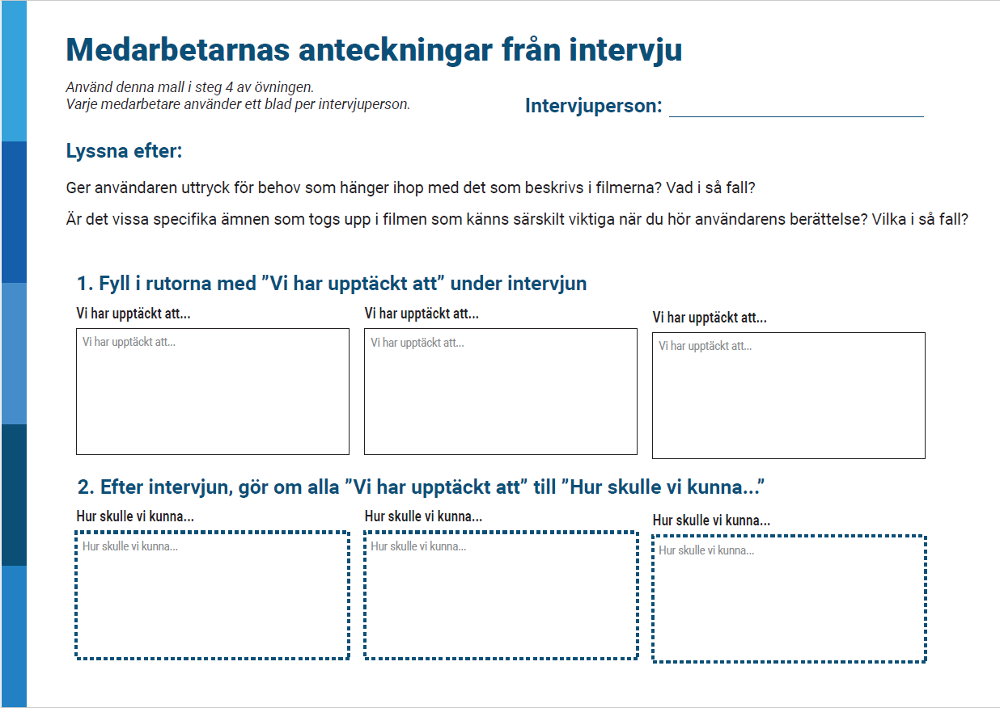 Medarbetarnas anteckningar från intervju
Använd denna mall i steg 4 av övningen.
Varje medarbetare använder ett blad per intervjuperson.
Intervjuperson:
Lyssna efter:
Ger användaren uttryck för behov som hänger ihop med det som beskrivs i filmerna? Vad i så fall?
Är det vissa specifika ämnen som togs upp i filmen som känns särskilt viktiga när du hör användarens berättelse? Vilka i så fall?
1. Fyll i rutorna med ”Vi har upptäckt att” under intervjun
Vi har upptäckt att...
Vi har upptäckt att...
Vi har upptäckt att...
Vi har upptäckt att...
Vi har upptäckt att...
Vi har upptäckt att...
2. Efter intervjun, gör om alla ”Vi har upptäckt att” till ”Hur skulle vi kunna...”
Hur skulle vi kunna...
Hur skulle vi kunna...
Hur skulle vi kunna...
Hur skulle vi kunna...
Hur skulle vi kunna...
Hur skulle vi kunna...